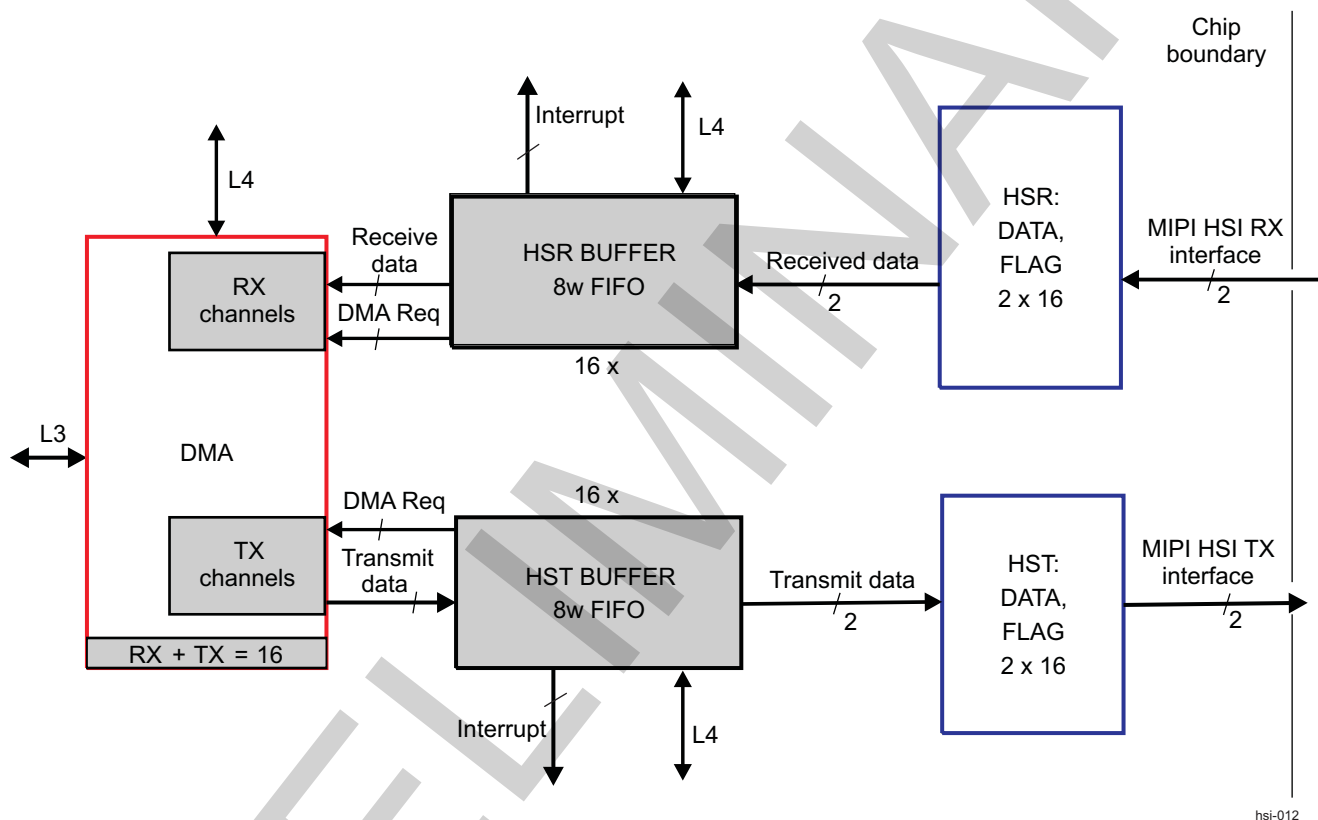 Chip
boundary
Interrupt
L4
L4
HSR BUFFER
8w FIFO
16 x
Receive
data
DMA Req
RX
channels
Received data
2
HSR:
DATA,
FLAG
2 x 16
MIPI HSI RX
interface
2
L3
DMA
16 x
DMA Req
TX
channels
Transmit
data
HST BUFFER
8w FIFO
Transmit data
2
HST:
DATA,
FLAG
2 x 16
MIPI HSI TX
interface
2
RX + TX = 16
Interrupt
L4
hsi-012